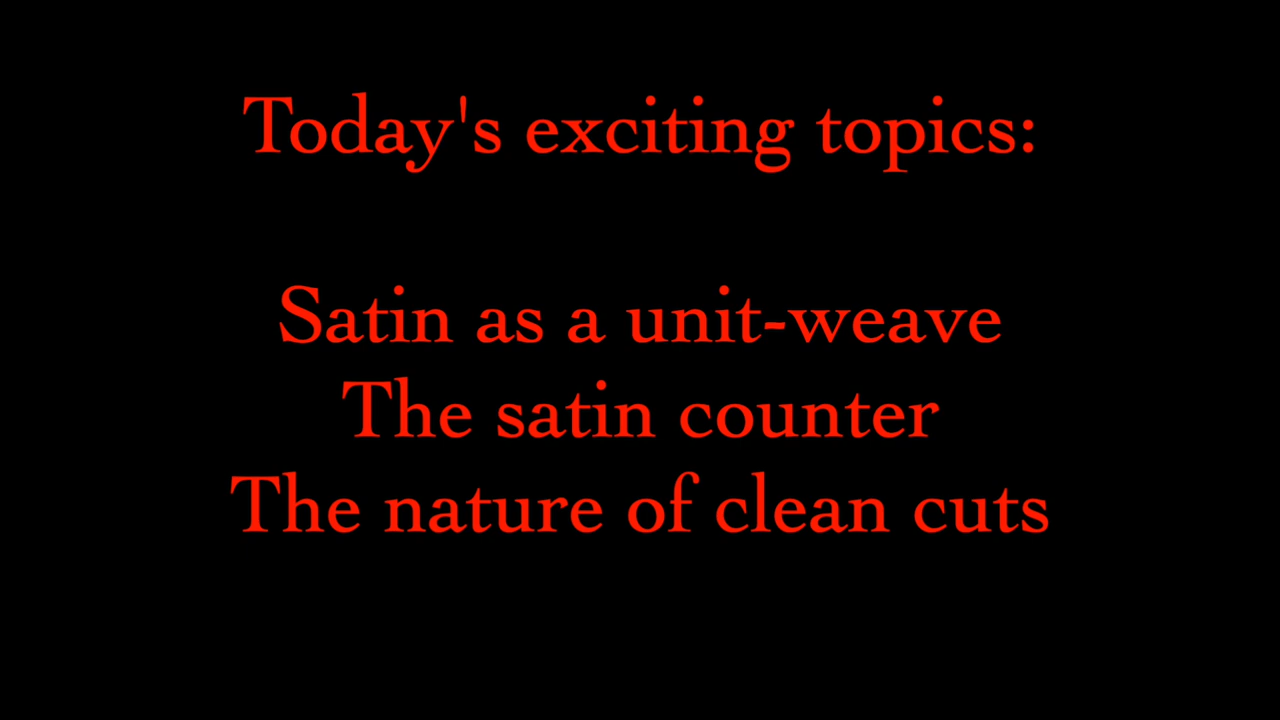 Today's exciting topics:
Satin as a unit-weave
The satin counter
The nature of clean cuts